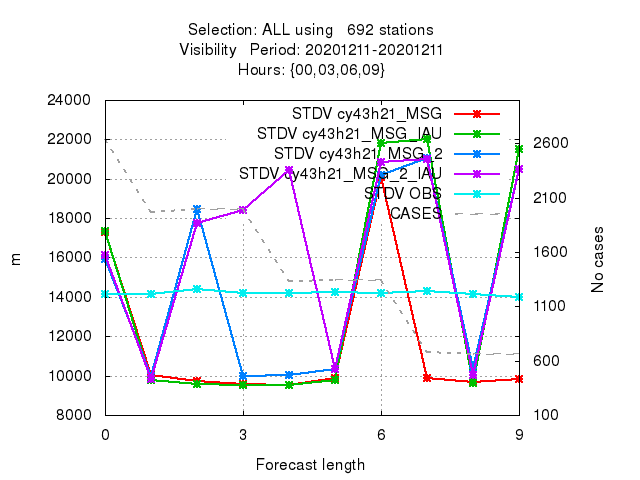 Selection: ALL using   692 stations
Visibility   Period: 20201211-20201211
Hours: {00,03,06,09}
24000
22000
20000
18000
16000
14000
12000
10000
8000
m
STDV cy43h21_MSG
STDV cy43h21_MSG_IAU
STDV cy43h21_MSG_2
STDV cy43h21_MSG_2_IAU
STDV OBS
CASES
2600
2100
1600
1100
600
100
No cases
0 3 6 9
Forecast length